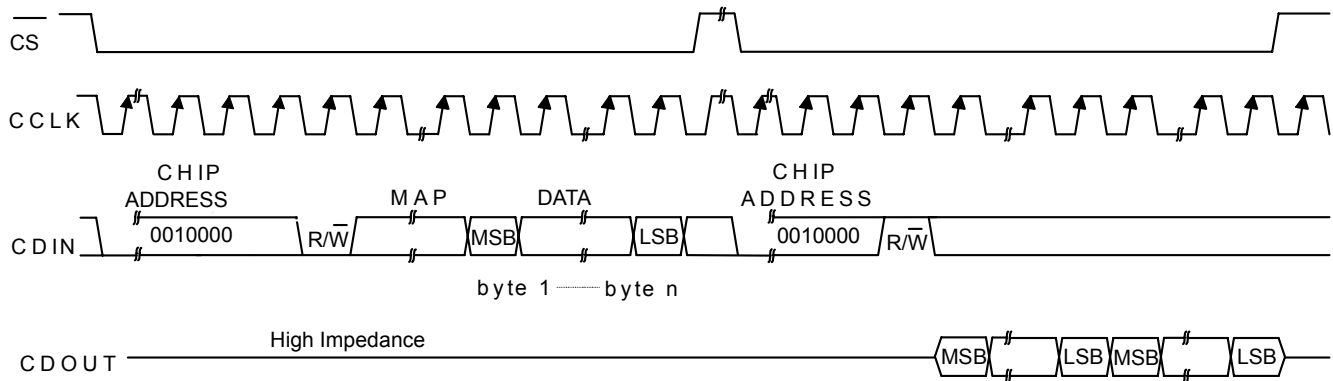 CS
CCLK
CHIP
ADDRESS
MAP
DATA
CHIP
ADDRESS
CDIN
0010000
R/W
MSB
LSB
0010000
R/W
byte 1
byte n
High Impedance
CDOUT
MSB
LSB
MSB
LSB